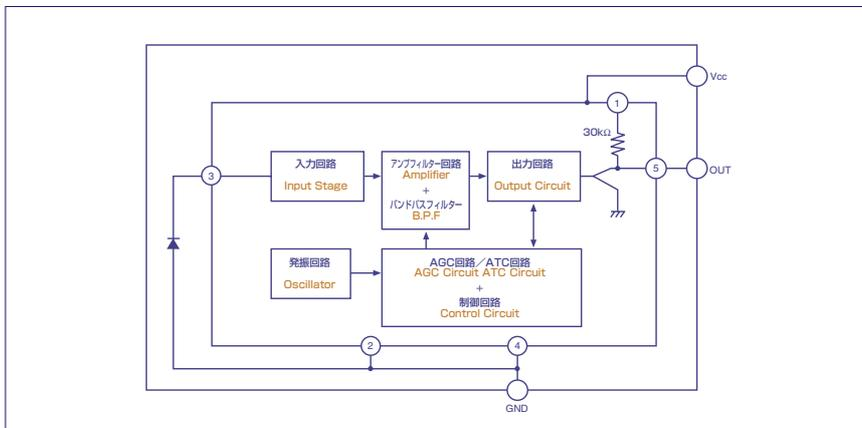 Vcc
1
30kΩ
入力回路
Input Stage
アンプフィルター回路
Amplifier
+
バンドパスフィルター
B.P.F
出力回路
Output Circuit
3
5
OUT
発振回路
Oscillator
AGC回路／ATC回路
AGC Circuit ATC Circuit
+
制御回路
Control Circuit
2
4
GND